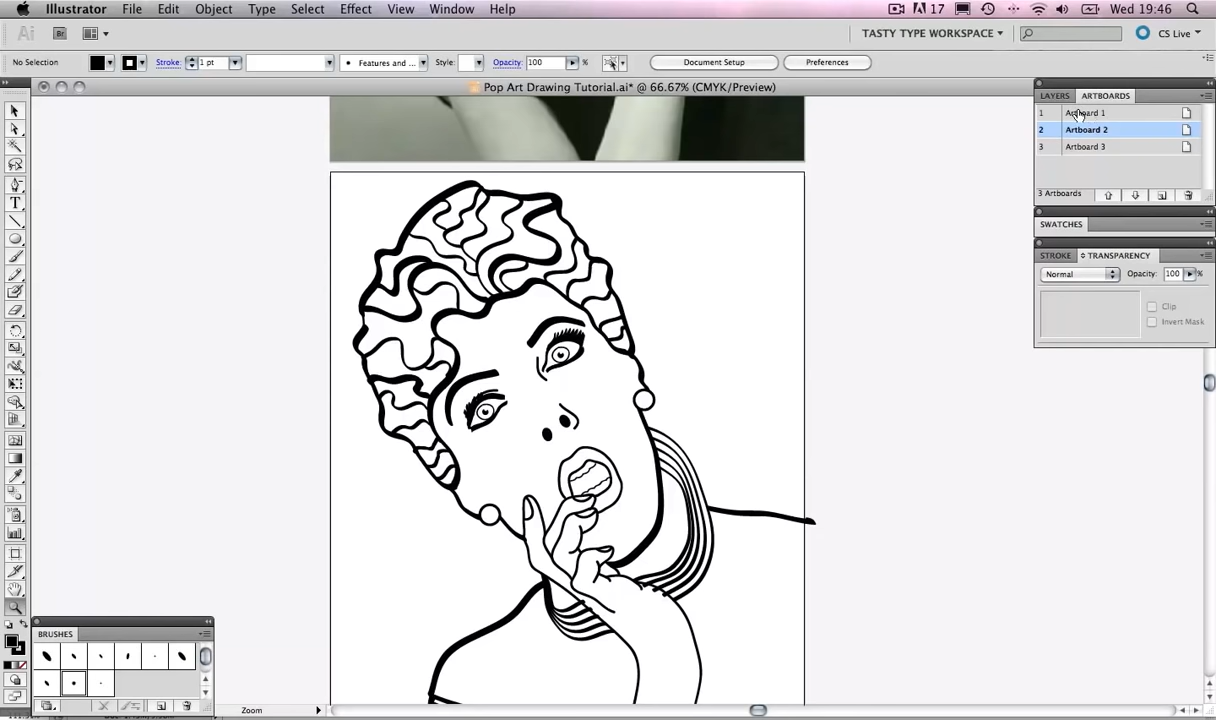 Illustrator File Edit Object Type Select Effect View Window Help 17 Wed 19:46
Ai Br TASTY TYPE WORKSPACE CS Live
No Selection Stroke: 1 pt Features and ... Style: Opacity: 100 % Document Setup Preferences
Pop Art Drawing Tutorial.ai* @ 66.67% (CMYK/Preview)
LAYERS ARTBOARDS
1 Artboard 1
2 Artboard 2
3 Artboard 3
3 Artboards
SWATCHES
STROKE TRANSPARENCY
Normal Opacity: 100 %
Clip
Invert Mask
BRUSHES
Zoom